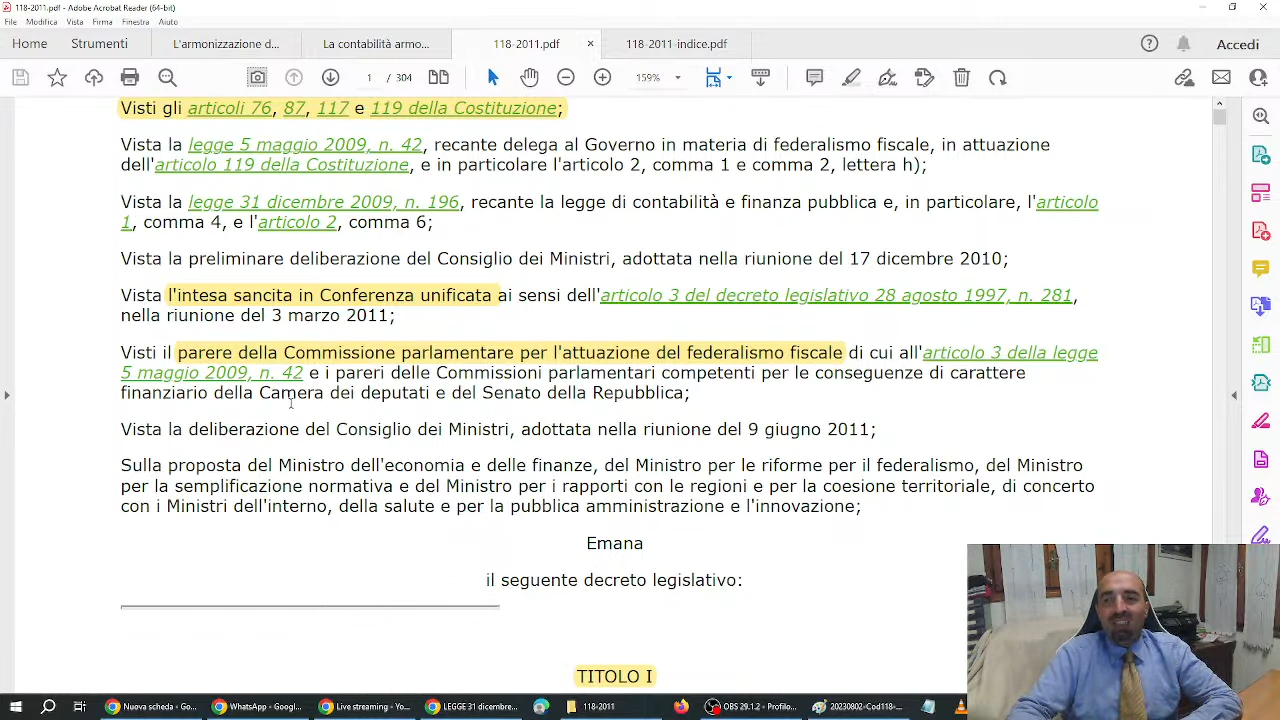 118-2011.pdf - Adobe Acrobat Reader (64-bit)
File Modifica Vista Firma Finestra Aiuto
Home Strumenti L'armonizzazione d... La contabilità armo... 118-2011.pdf 118-2011-indice.pdf Accedi
1 / 304 159%
Visti gli articoli 76, 87, 117 e 119 della Costituzione;
Vista la legge 5 maggio 2009, n. 42, recante delega al Governo in materia di federalismo fiscale, in attuazione
dell'articolo 119 della Costituzione, e in particolare l'articolo 2, comma 1 e comma 2, lettera h);
Vista la legge 31 dicembre 2009, n. 196, recante la legge di contabilità e finanza pubblica e, in particolare, l'articolo
1, comma 4, e l'articolo 2, comma 6;
Vista la preliminare deliberazione del Consiglio dei Ministri, adottata nella riunione del 17 dicembre 2010;
Vista l'intesa sancita in Conferenza unificata ai sensi dell'articolo 3 del decreto legislativo 28 agosto 1997, n. 281,
nella riunione del 3 marzo 2011;
Visti il parere della Commissione parlamentare per l'attuazione del federalismo fiscale di cui all'articolo 3 della legge
5 maggio 2009, n. 42 e i pareri delle Commissioni parlamentari competenti per le conseguenze di carattere
finanziario della Camera dei deputati e del Senato della Repubblica;
Vista la deliberazione del Consiglio dei Ministri, adottata nella riunione del 9 giugno 2011;
Sulla proposta del Ministro dell'economia e delle finanze, del Ministro per le riforme per il federalismo, del Ministro
per la semplificazione normativa e del Ministro per i rapporti con le regioni e per la coesione territoriale, di concerto
con i Ministri dell'interno, della salute e per la pubblica amministrazione e l'innovazione;
Emana
il seguente decreto legislativo:
TITOLO I
Nuova scheda - Go... WhatsApp - Googl... Live streaming - Yo... LEGGE 31 dicembre... 118-2011 OBS 29.1.2 - Profilo... 20230802-Cod118-...